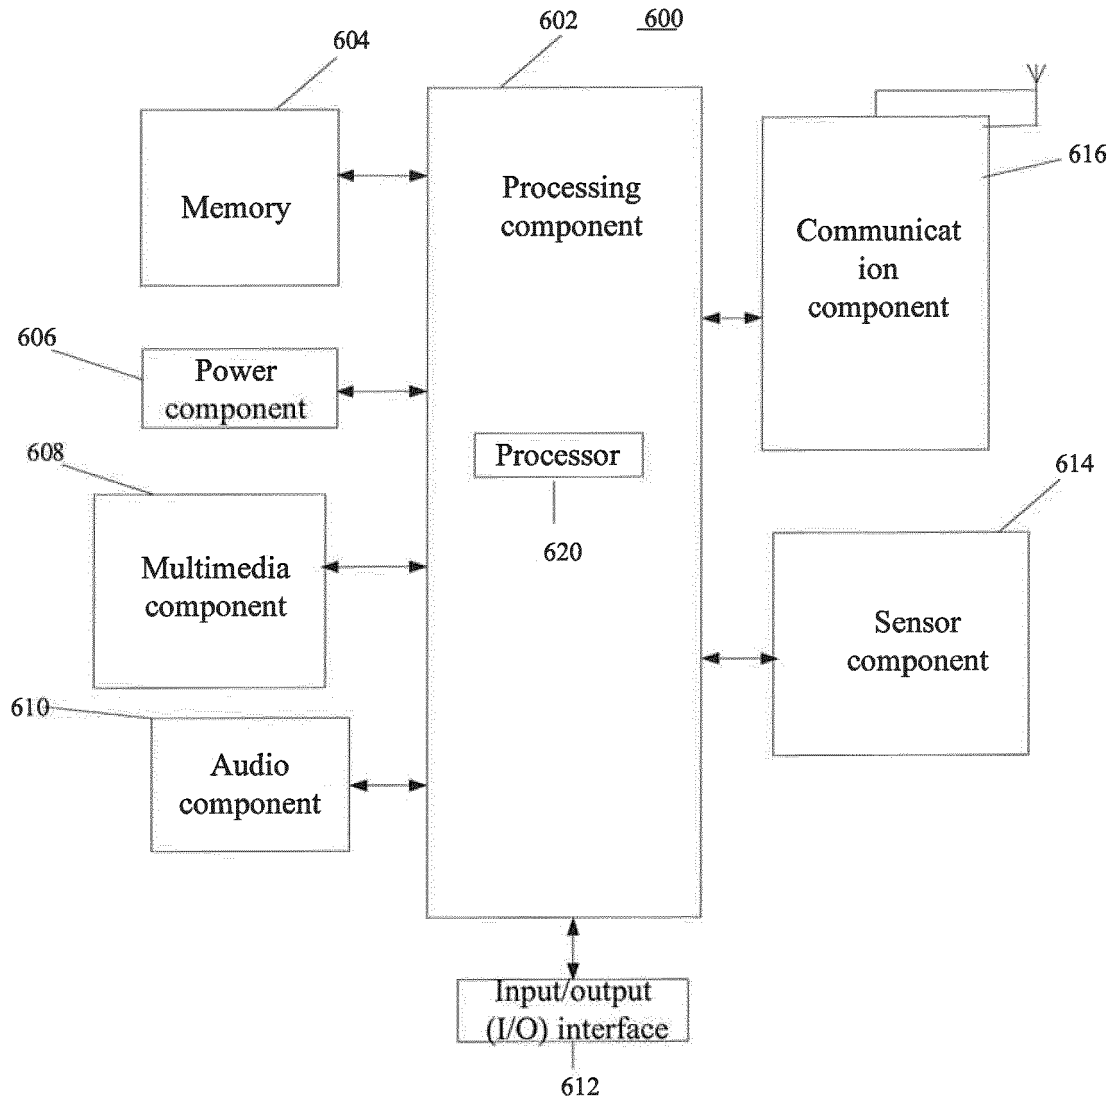 602
600
604
Memory
Processing
component
616
Communicat
ion
component
606
Power
component
608
Processor
620
614
Multimedia
component
Sensor
component
610
Audio
component
Input/output
(I/O) interface
612